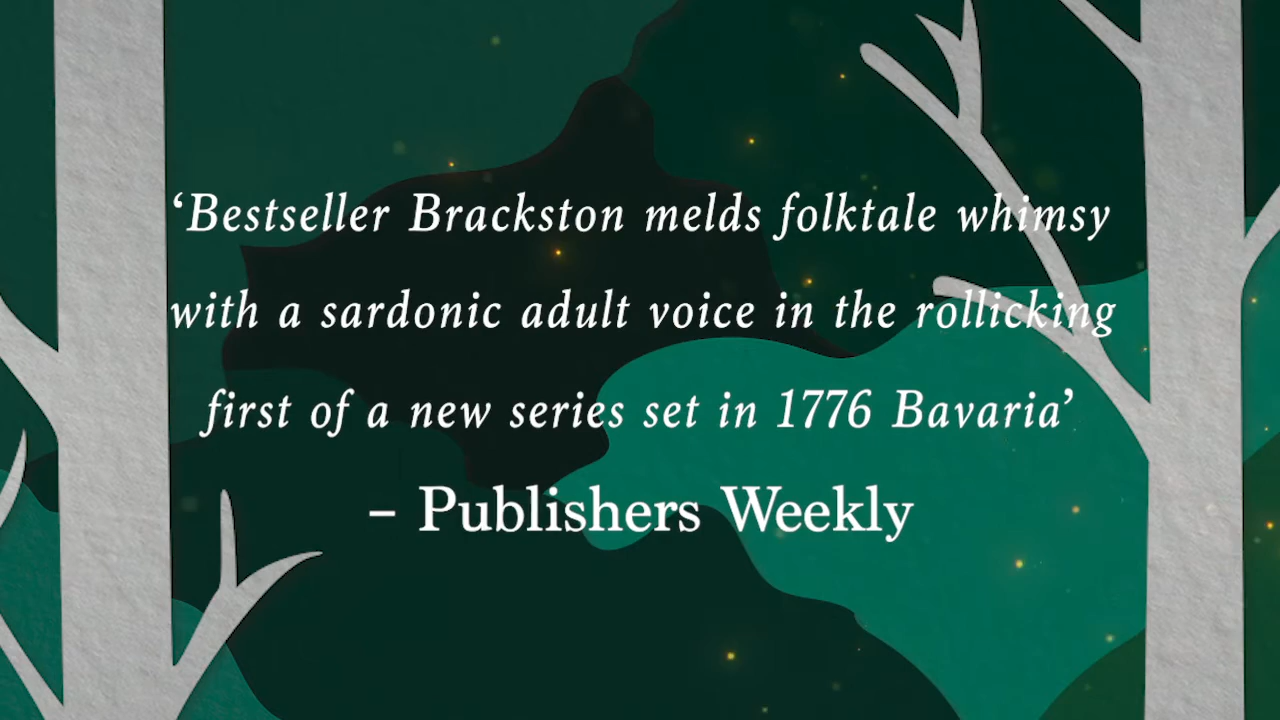 ‘Bestseller Brackston melds folktale whimsy
with a sardonic adult voice in the rollicking
first of a new series set in 1776 Bavaria’
– Publishers Weekly